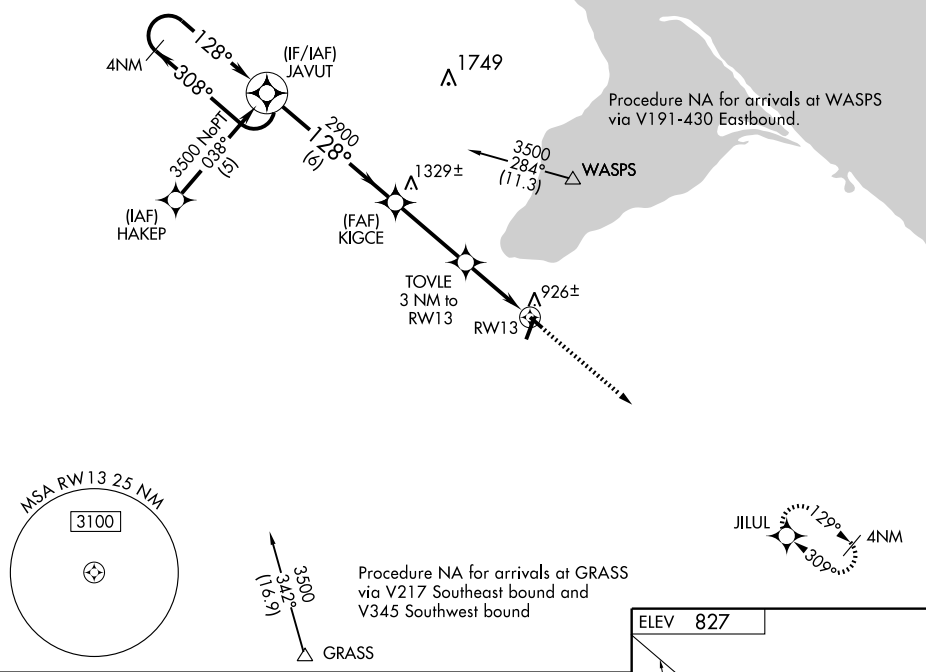 128°
4NM
308°
(IF/IAF)
JAVUT
1749
Procedure NA for arrivals at WASPS
via V191-430 Eastbound.
3500 NoPT
038°
(5)
2900
128°
(6)
1329±
3500
284°
(11.3)
WASPS
(IAF)
HAKEP
(FAF)
KIGCE
TOVLE
3 NM to
RW13
926±
RW13
MSA RW13 25 NM
3100
3500
342°
(16.9)
GRASS
Procedure NA for arrivals at GRASS
via V217 Southeast bound and
V345 Southwest bound
JILUL
129°
309°
4NM
ELEV 827